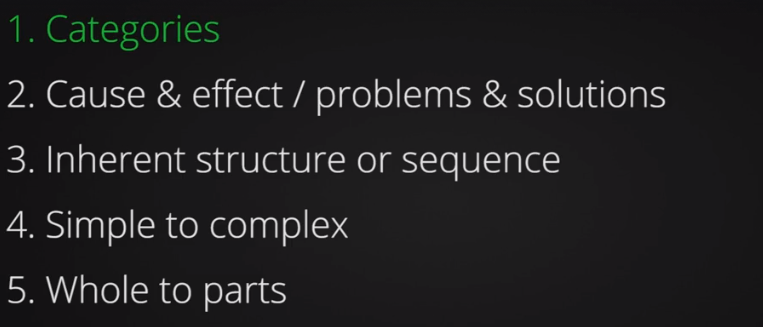 1. Categories
2. Cause & effect / problems & solutions
3. Inherent structure or sequence
4. Simple to complex
5. Whole to parts